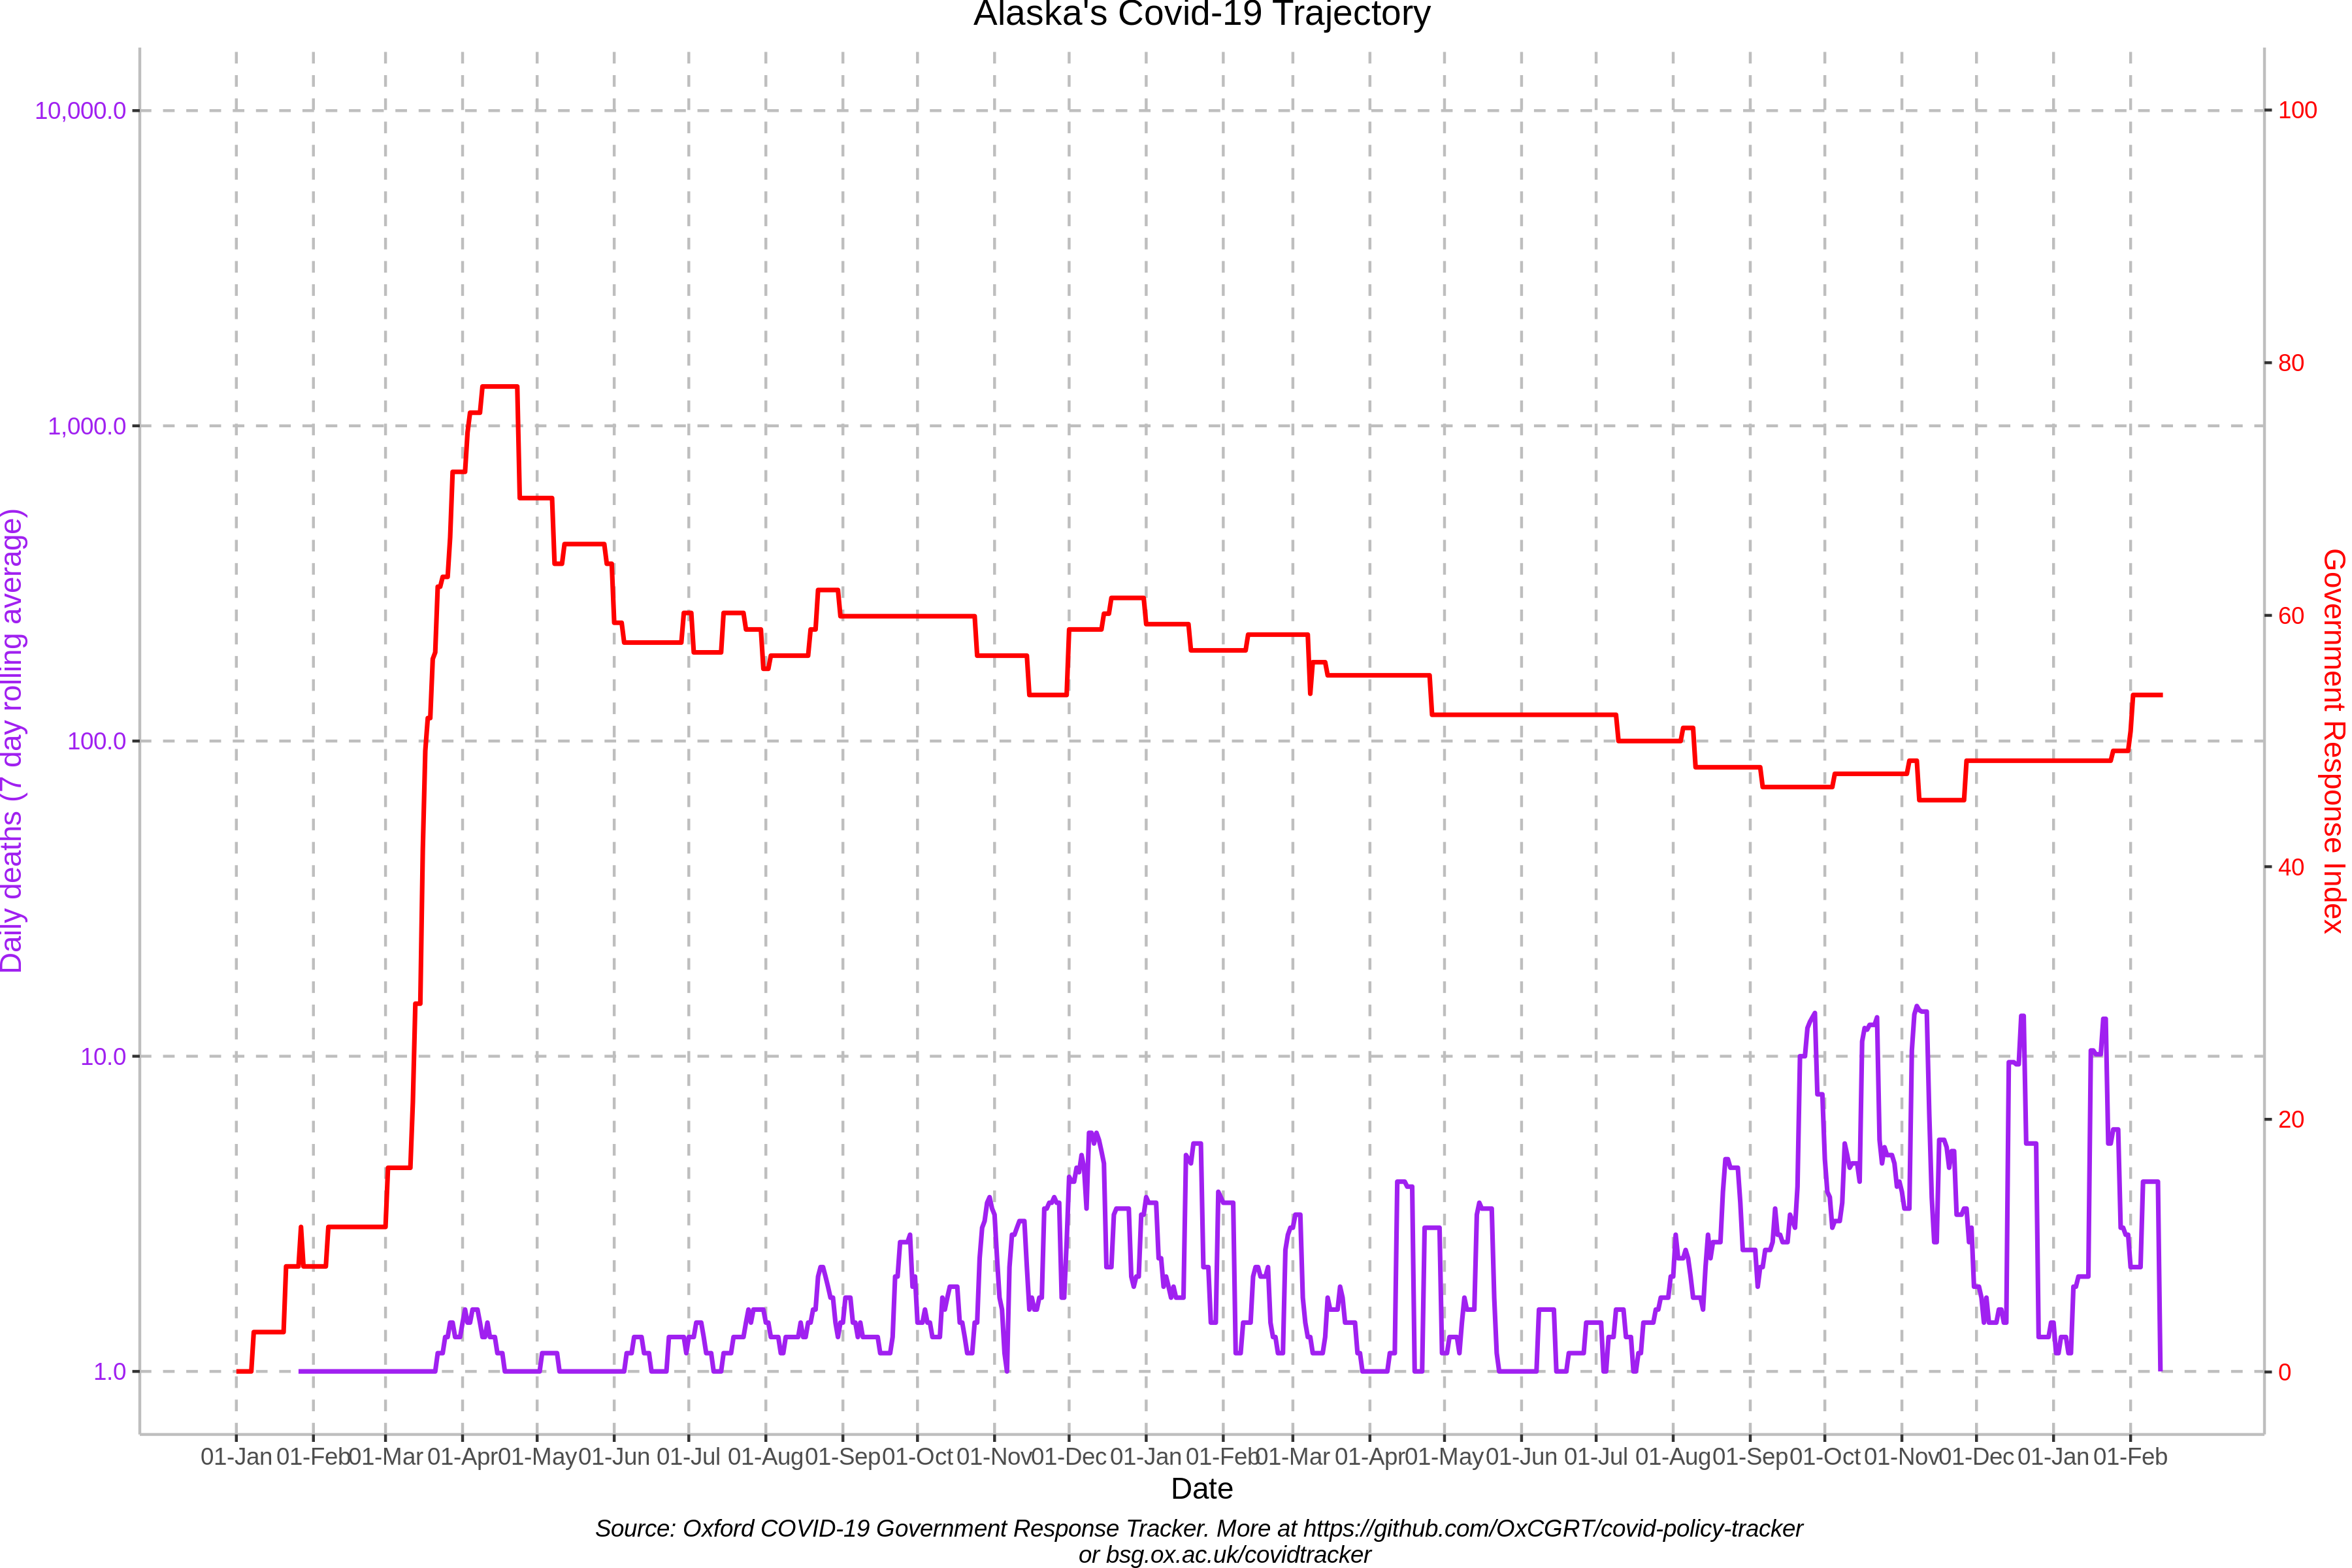 Alaska's Covid-19 Trajectory
10,000.0
1,000.0
100.0
10.0
1.0
Daily deaths (7 day rolling average)
100
80
60
40
20
0
Government Response Index
01-Jan 01-Feb 01-Mar 01-Apr 01-May 01-Jun 01-Jul 01-Aug 01-Sep 01-Oct 01-Nov 01-Dec 01-Jan 01-Feb 01-Mar 01-Apr 01-May 01-Jun 01-Jul 01-Aug 01-Sep 01-Oct 01-Nov 01-Dec 01-Jan 01-Feb
Date
Source: Oxford COVID-19 Government Response Tracker. More at https://github.com/OxCGRT/covid-policy-tracker
or bsg.ox.ac.uk/covidtracker